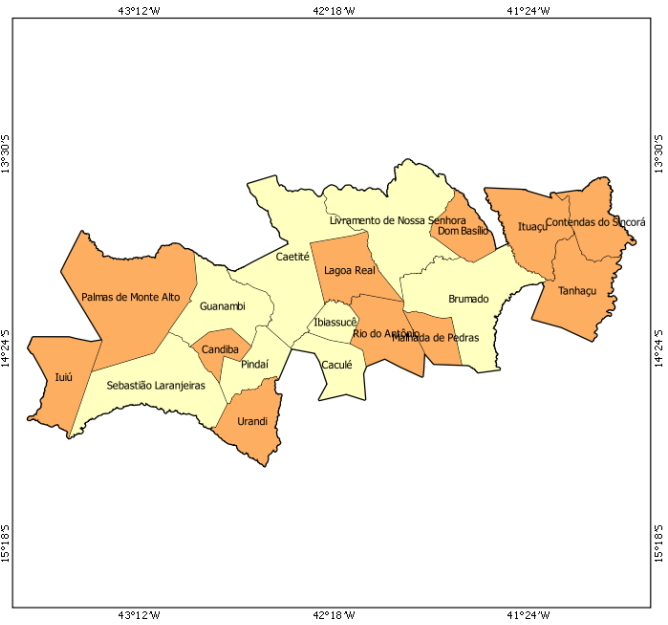 43°12'W 42°18'W 41°24'W
13°30'S 13°30'S
Livramento de Nossa Senhora
Contendas do Sincorá
Ituaçu
Dom Basílio
Caetité
Lagoa Real
Tanhaçu
Palmas de Monte Alto
Brumado
Guanambi
Ibiassucê
Rio do Antônio
Malhada de Pedras
14°24'S 14°24'S
Candiba
Pindaí
Caculé
Iuiú
Sebastião Laranjeiras
Urandi
15°18'S 15°18'S
43°12'W 42°18'W 41°24'W